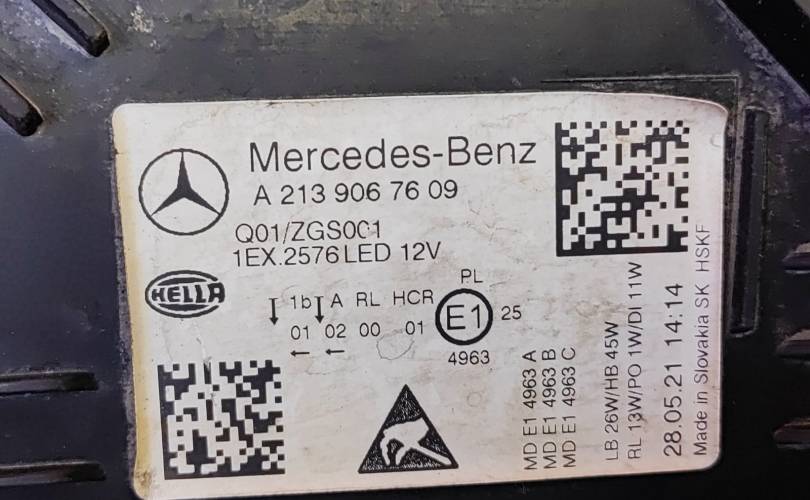 Mercedes-Benz
A 213 906 76 09
Q01/ZGS001
1EX.2576 LED 12V
HELLA
1b A RL HCR PL
01 02 00 01 E1 25
4963
MD E1 4963 A
MD E1 4963 B
MD E1 4963 C
LB 26W/HB 45W
RL 13W/PO 1W/DI 11W
28.05.21 14:14
Made in Slovakia SK HSKF